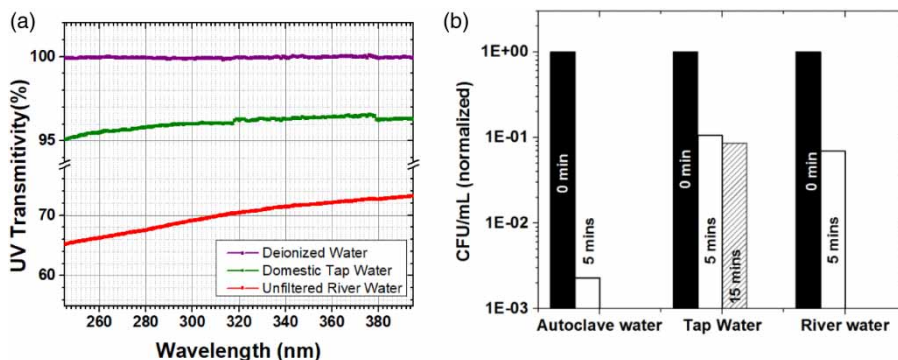 (a)
UV Transmitivity(%)
100
95
70
60
260 280 300 320 340 360 380
Wavelength (nm)
Deionized Water
Domestic Tap Water
Unfiltered River Water
(b)
CFU/mL (normalized)
1E+00
1E-01
1E-02
1E-03
0 min
5 mins
0 min
5 mins
15 mins
0 min
5 mins
Autoclave water Tap Water River water